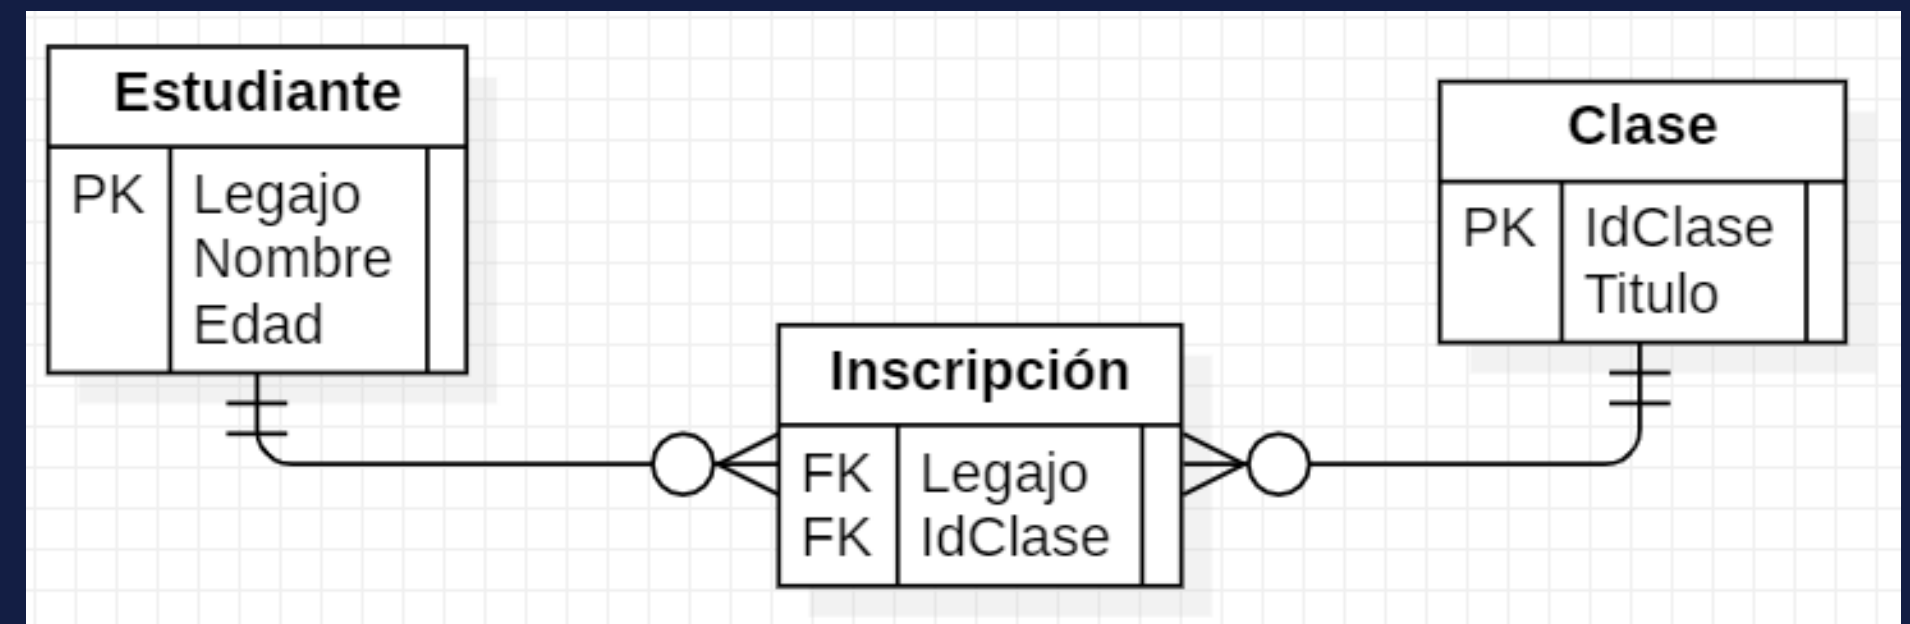 Estudiante
PK Legajo
Nombre
Edad
Clase
PK IdClase
Titulo
Inscripción
FK Legajo
FK IdClase